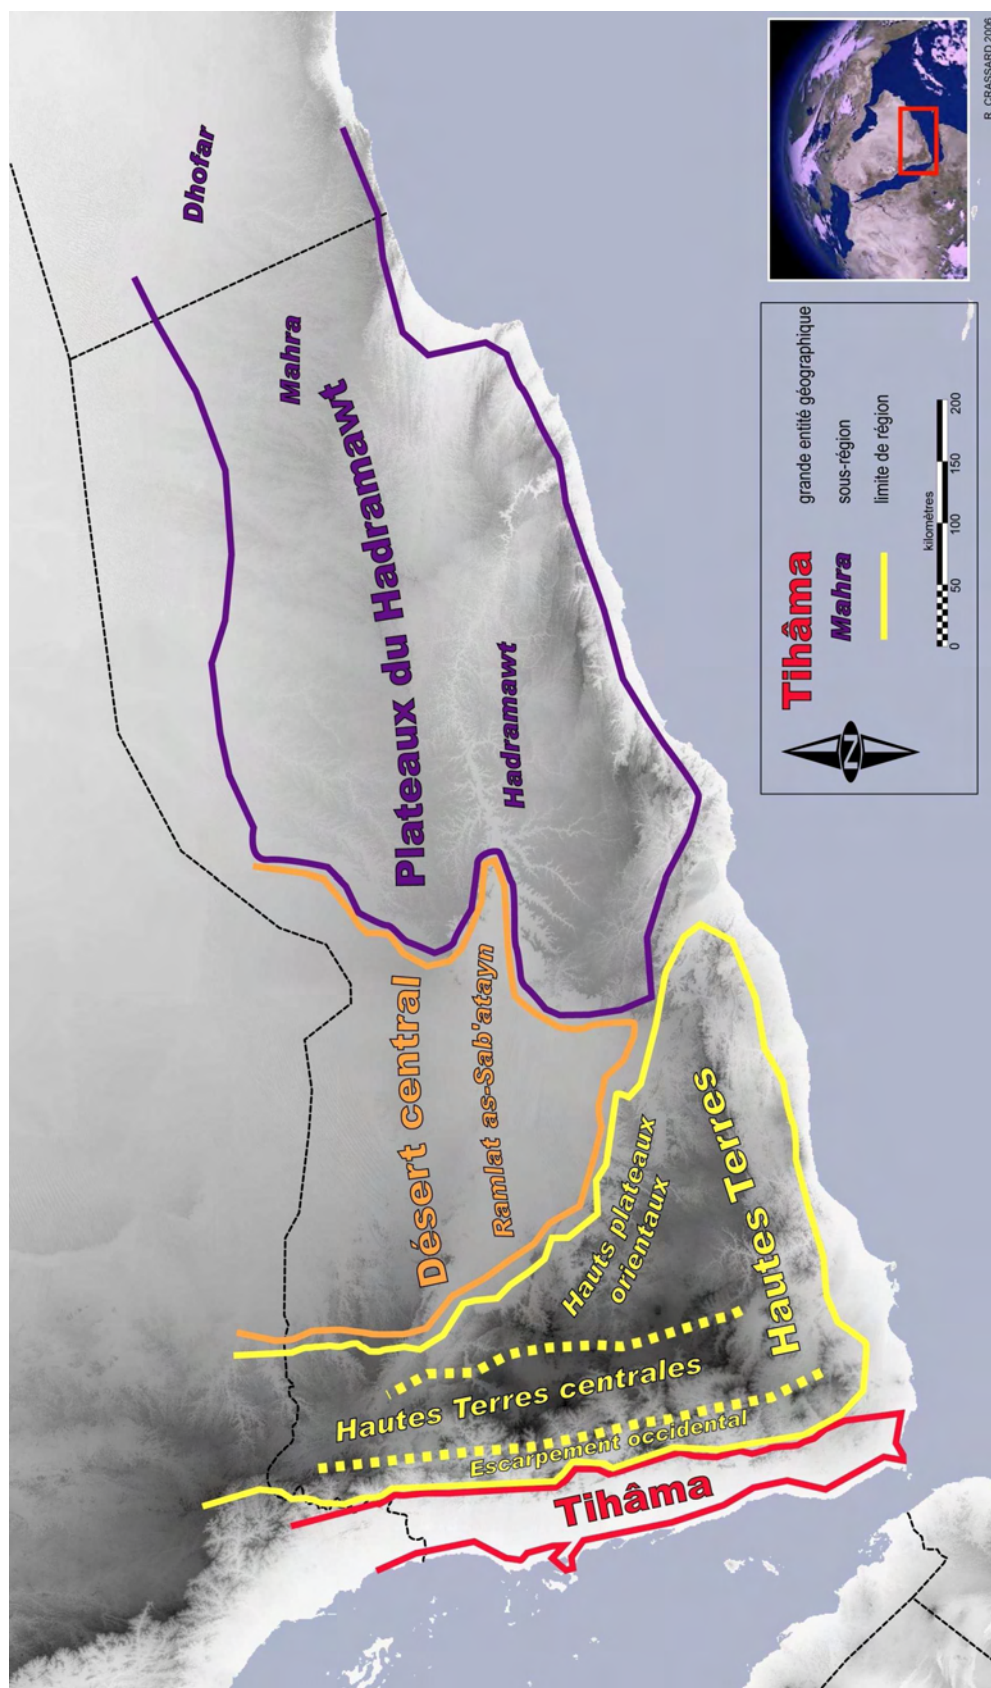 Dhofar
Mahra
Plateaux du Hadramawt
Hadramawt
Désert central
Ramlat as-Sab'atayn
Hauts plateaux
orientaux
Hautes Terres
Hautes Terres centrales
Escarpement occidental
Tihâma
N
Tihâma
grande entité géographique
Mahra
sous-région
limite de région
kilomètres
0 50 100 150 200
R. CRASSARD 2006